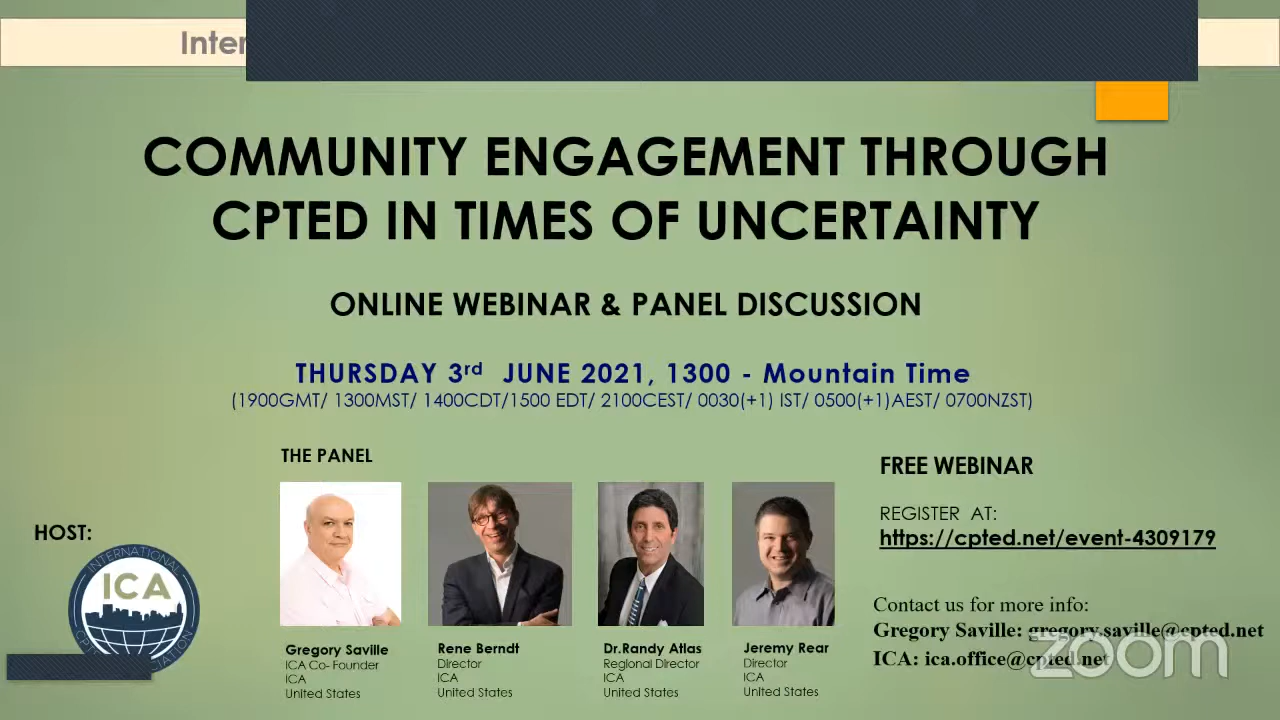 COMMUNITY ENGAGEMENT THROUGH
CPTED IN TIMES OF UNCERTAINTY
ONLINE WEBINAR & PANEL DISCUSSION
THURSDAY 3rd JUNE 2021, 1300 - Mountain Time
(1900GMT/ 1300MST/ 1400CDT/1500 EDT/ 2100CEST/ 0030(+1) IST/ 0500(+1)AEST/ 0700NZST)
THE PANEL
Gregory Saville
ICA Co- Founder
ICA
United States
Rene Berndt
Director
ICA
United States
Dr.Randy Atlas
Regional Director
ICA
United States
Jeremy Rear
Director
ICA
United States
FREE WEBINAR
REGISTER AT:
https://cpted.net/event-4309179
Contact us for more info:
Gregory Saville: gregory.saville@cpted.net
ICA: ica.office@cpted.net
zoom
HOST:
INTERNATIONAL
ICA